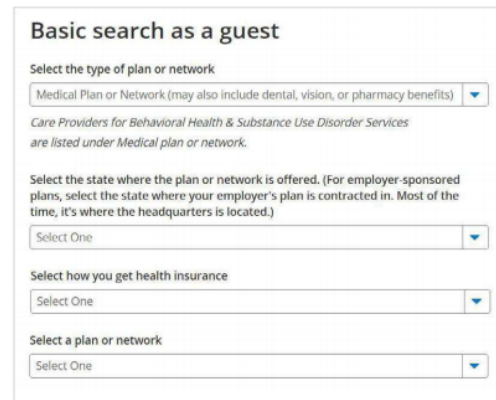 Basic search as a guest
Select the type of plan or network
Medical Plan or Network (may also include dental, vision, or pharmacy benefits)
Care Providers for Behavioral Health & Substance Use Disorder Services
are listed under Medical plan or network.
Select the state where the plan or network is offered. (For employer-sponsored
plans, select the state where your employer's plan is contracted in. Most of the
time, it's where the headquarters is located.)
Select One
Select how you get health insurance
Select One
Select a plan or network
Select One